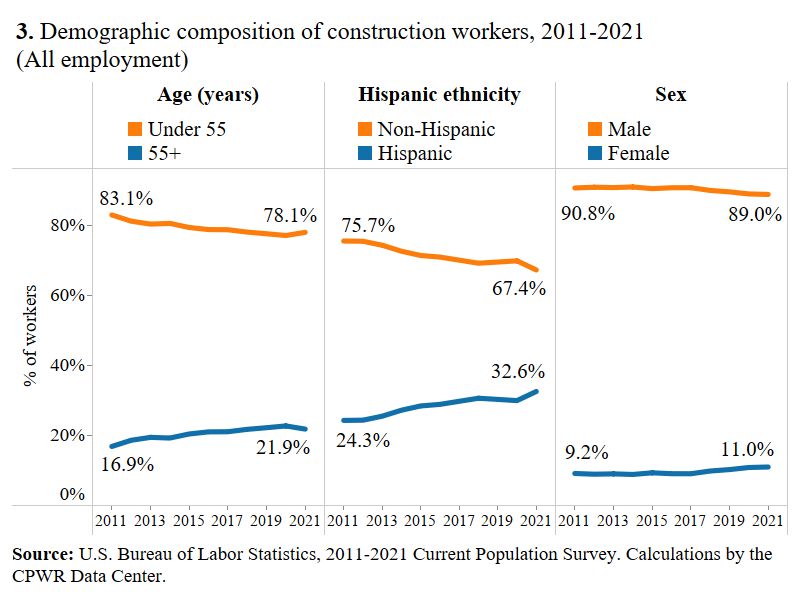 3. Demographic composition of construction workers, 2011-2021
(All employment)
Age (years)
Under 55
55+
Hispanic ethnicity
Non-Hispanic
Hispanic
Sex
Male
Female
% of workers
80%
60%
40%
20%
0%
83.1%
78.1%
16.9%
21.9%
75.7%
67.4%
24.3%
32.6%
90.8%
89.0%
9.2%
11.0%
2011 2013 2015 2017 2019 2021
2011 2013 2015 2017 2019 2021
2011 2013 2015 2017 2019 2021
Source: U.S. Bureau of Labor Statistics, 2011-2021 Current Population Survey. Calculations by the
CPWR Data Center.